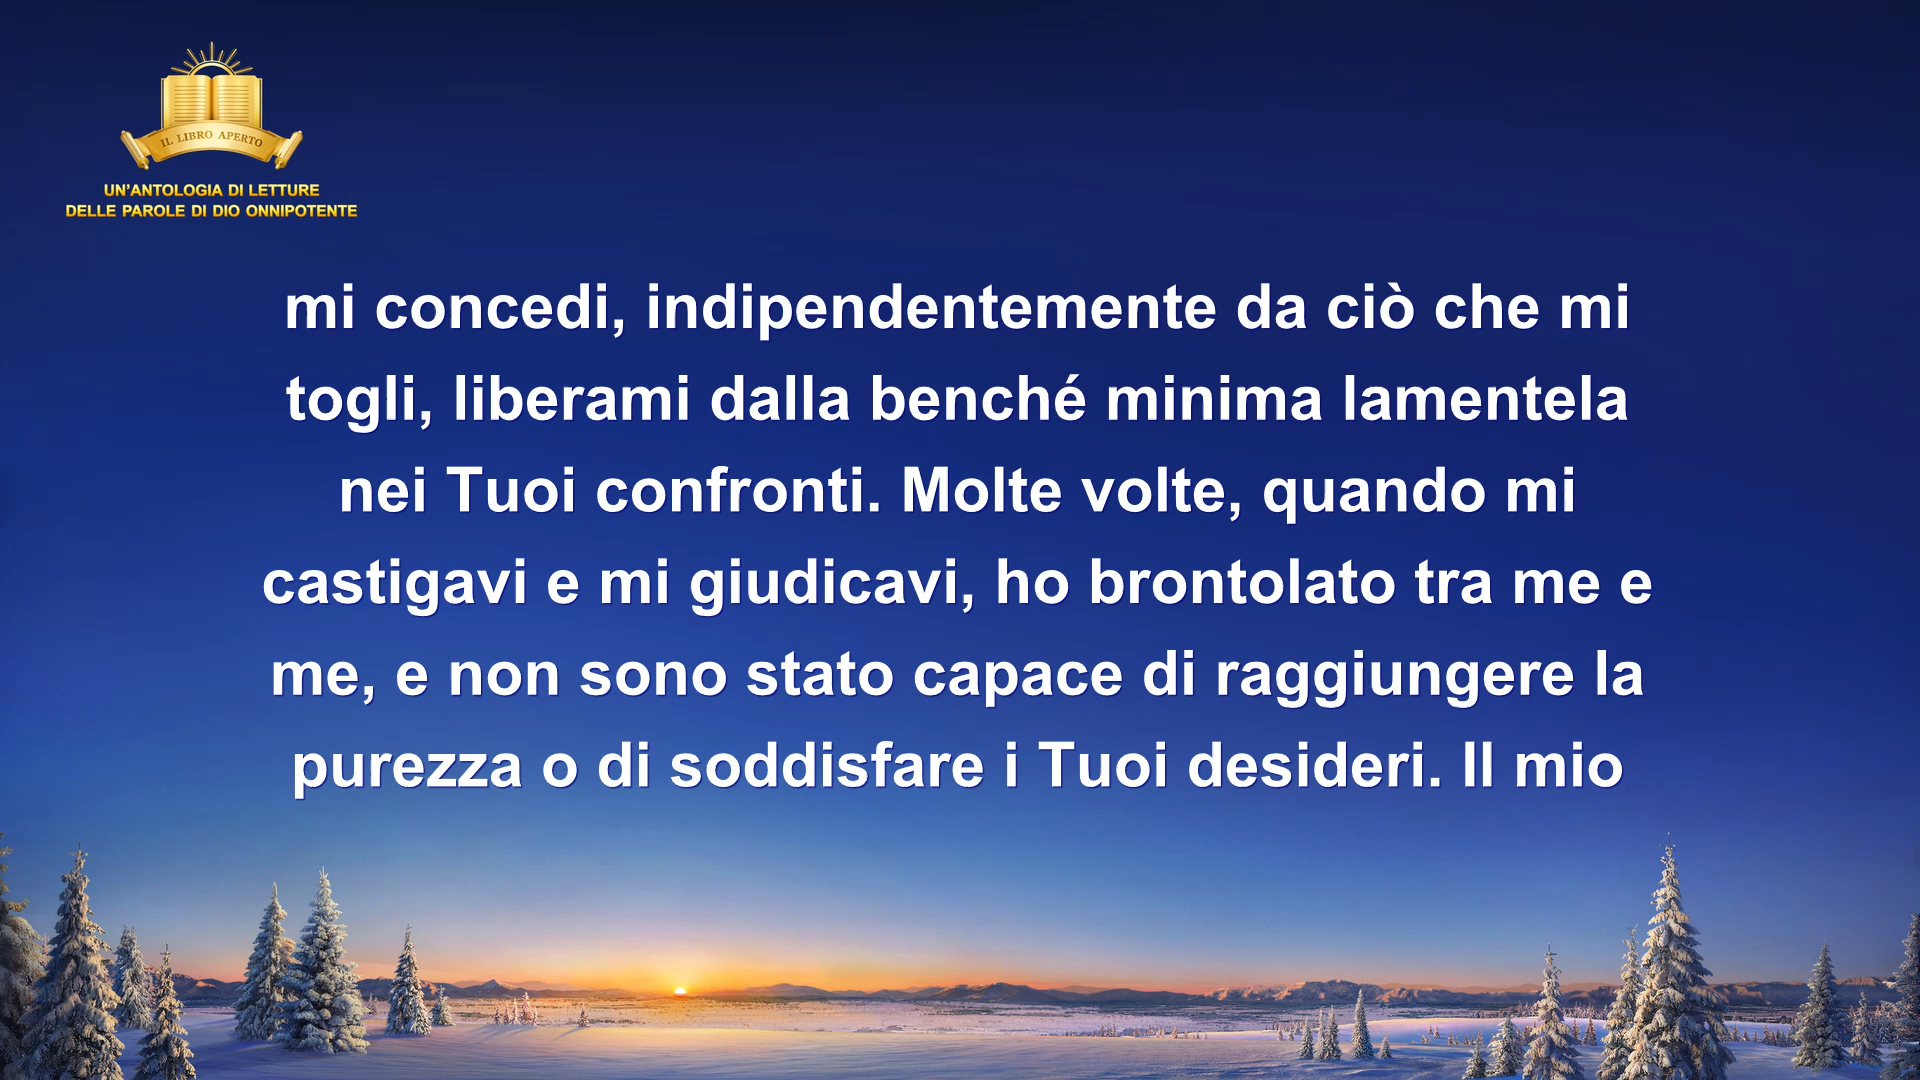 IL LIBRO APERTO
UN'ANTOLOGIA DI LETTURE
DELLE PAROLE DI DIO ONNIPOTENTE
mi concedi, indipendentemente da ciò che mi
togli, liberami dalla benché minima lamentela
nei Tuoi confronti. Molte volte, quando mi
castigavi e mi giudicavi, ho brontolato tra me e
me, e non sono stato capace di raggiungere la
purezza o di soddisfare i Tuoi desideri. Il mio